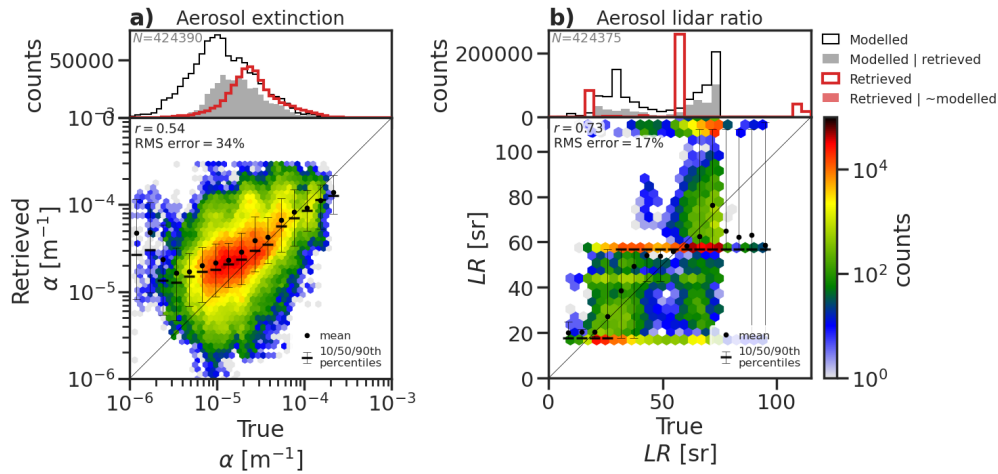 a) Aerosol extinction
N=424390
50000
counts
10⁻³
0
r = 0.54
RMS error = 34%
10⁻⁴
10⁻⁵
10⁻⁶
Retrieved
α [m⁻¹]
mean
10/50/90th
percentiles
10⁻⁶ 10⁻⁵ 10⁻⁴ 10⁻³
True
α [m⁻¹]
b) Aerosol lidar ratio
N=424375
200000
counts
0
r = 0.73
RMS error = 17%
100
80
60
40
20
0
LR [sr]
mean
10/50/90th
percentiles
0 50 100
True
LR [sr]
Modelled
Modelled | retrieved
Retrieved
Retrieved | ~modelled
10⁴
10²
10⁰
counts